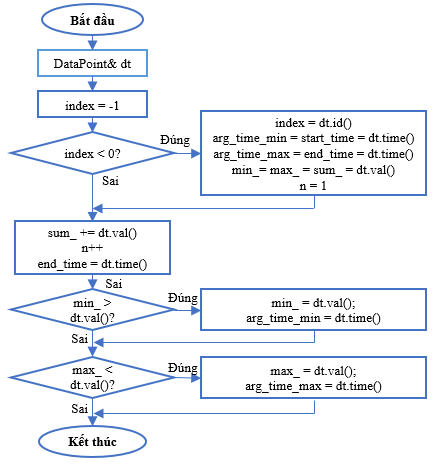 Bắt đầu
DataPoint& dt
index = -1
index < 0?
Đúng
index = dt.id()
arg_time_min = start_time = dt.time()
arg_time_max = end_time = dt.time()
min_= max_ = sum_ = dt.val()
n = 1
Sai
sum_ += dt.val()
n++
end_time = dt.time()
Sai
min_ >
dt.val()?
Đúng
min_ = dt.val();
arg_time_min = dt.time()
Sai
max_ <
dt.val()?
Đúng
max_ = dt.val();
arg_time_max = dt.time()
Sai
Kết thúc